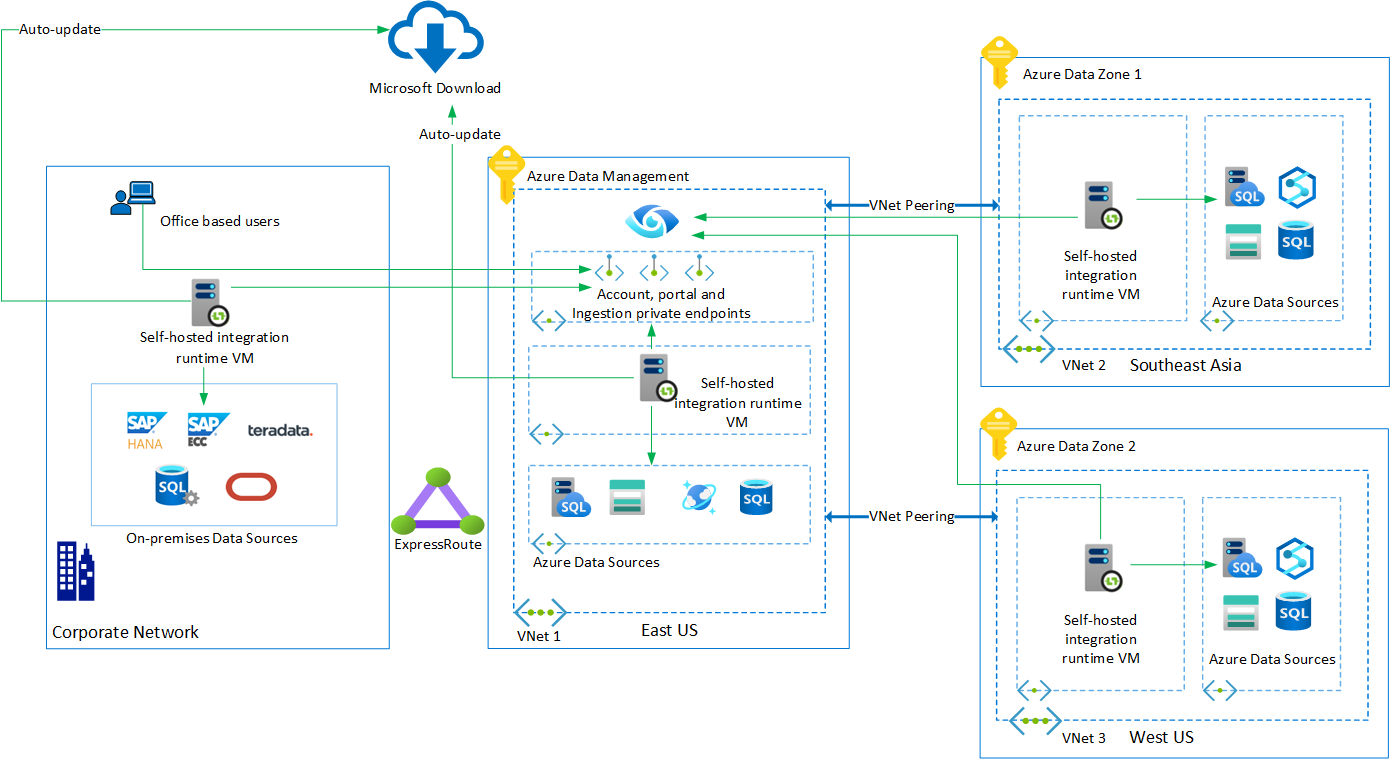 Auto-update
Microsoft Download
Auto-update
Office based users
Self-hosted integration
runtime VM
SAP
HANA
SAP
ECC
teradata.
SQL
On-premises Data Sources
Corporate Network
ExpressRoute
Azure Data Management
Account, portal and
Ingestion private endpoints
Self-hosted
integration runtime
VM
SQL
SQL
Azure Data Sources
VNet 1
East US
VNet Peering
VNet Peering
Azure Data Zone 1
Self-hosted
integration
runtime VM
SQL
SQL
Azure Data Sources
VNet 2
Southeast Asia
Azure Data Zone 2
Self-hosted
integration
runtime VM
SQL
SQL
Azure Data Sources
VNet 3
West US